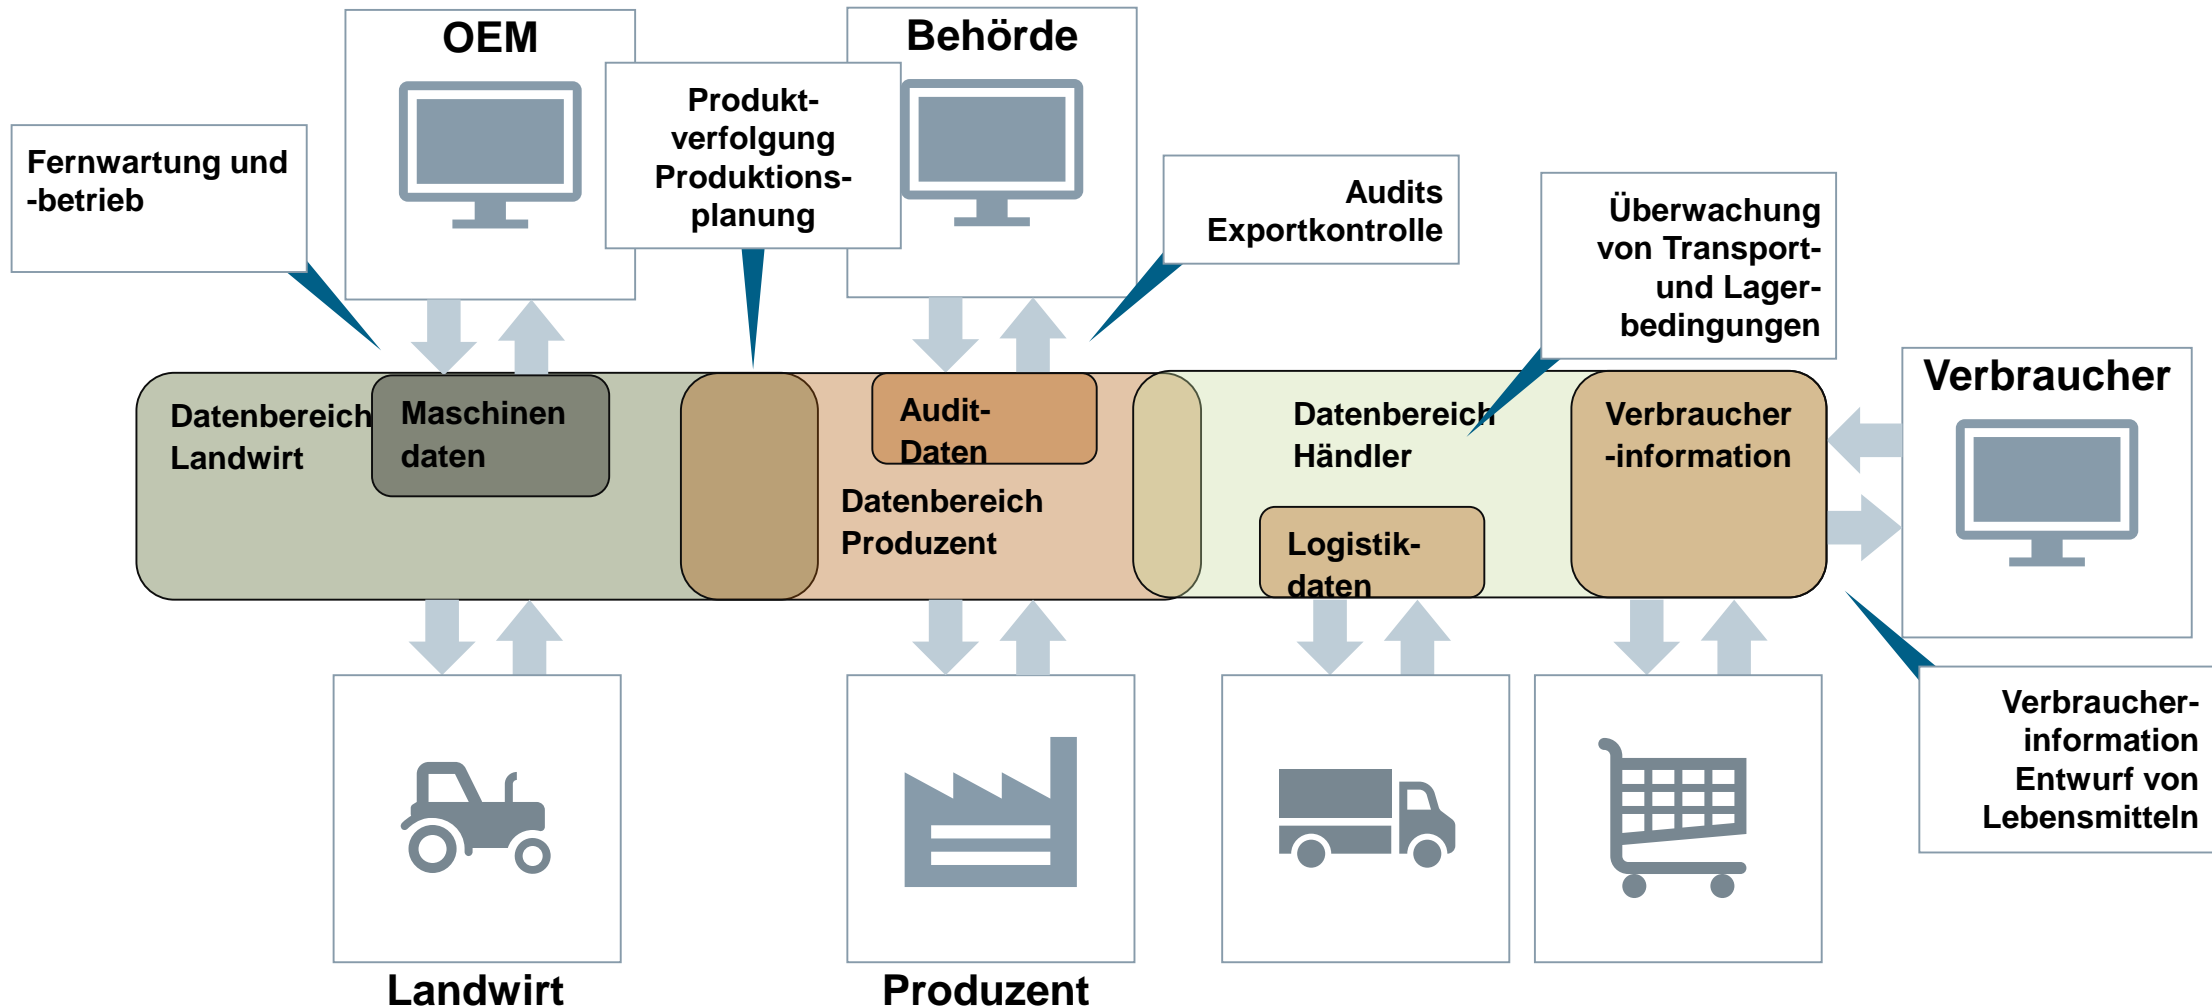 OEM
Behörde
Produkt-
verfolgung
Produktions-
planung
Fernwartung und
-betrieb
Audits
Exportkontrolle
Überwachung
von Transport-
und Lager-
bedingungen
Verbraucher
Datenbereich
Landwirt
Maschinen
daten
Audit-
Daten
Datenbereich
Produzent
Datenbereich
Händler
Logistik-
daten
Verbraucher
-information
Verbraucher-
information
Entwurf von
Lebensmitteln
Landwirt
Produzent